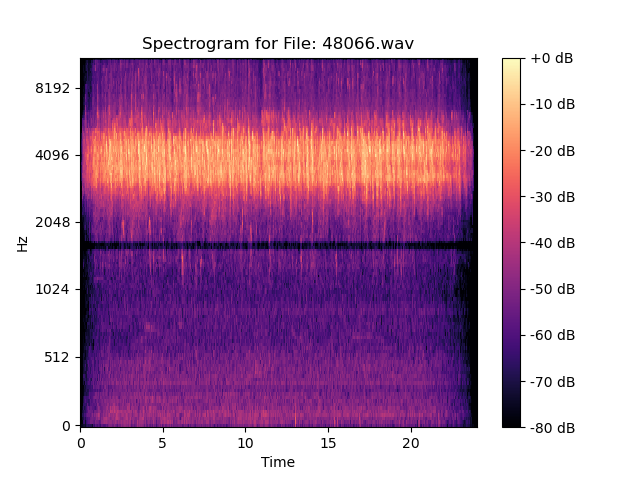 Spectrogram for File: 48066.wav
8192
4096
2048
1024
512
0
Hz
0 5 10 15 20
Time
+0 dB
-10 dB
-20 dB
-30 dB
-40 dB
-50 dB
-60 dB
-70 dB
-80 dB